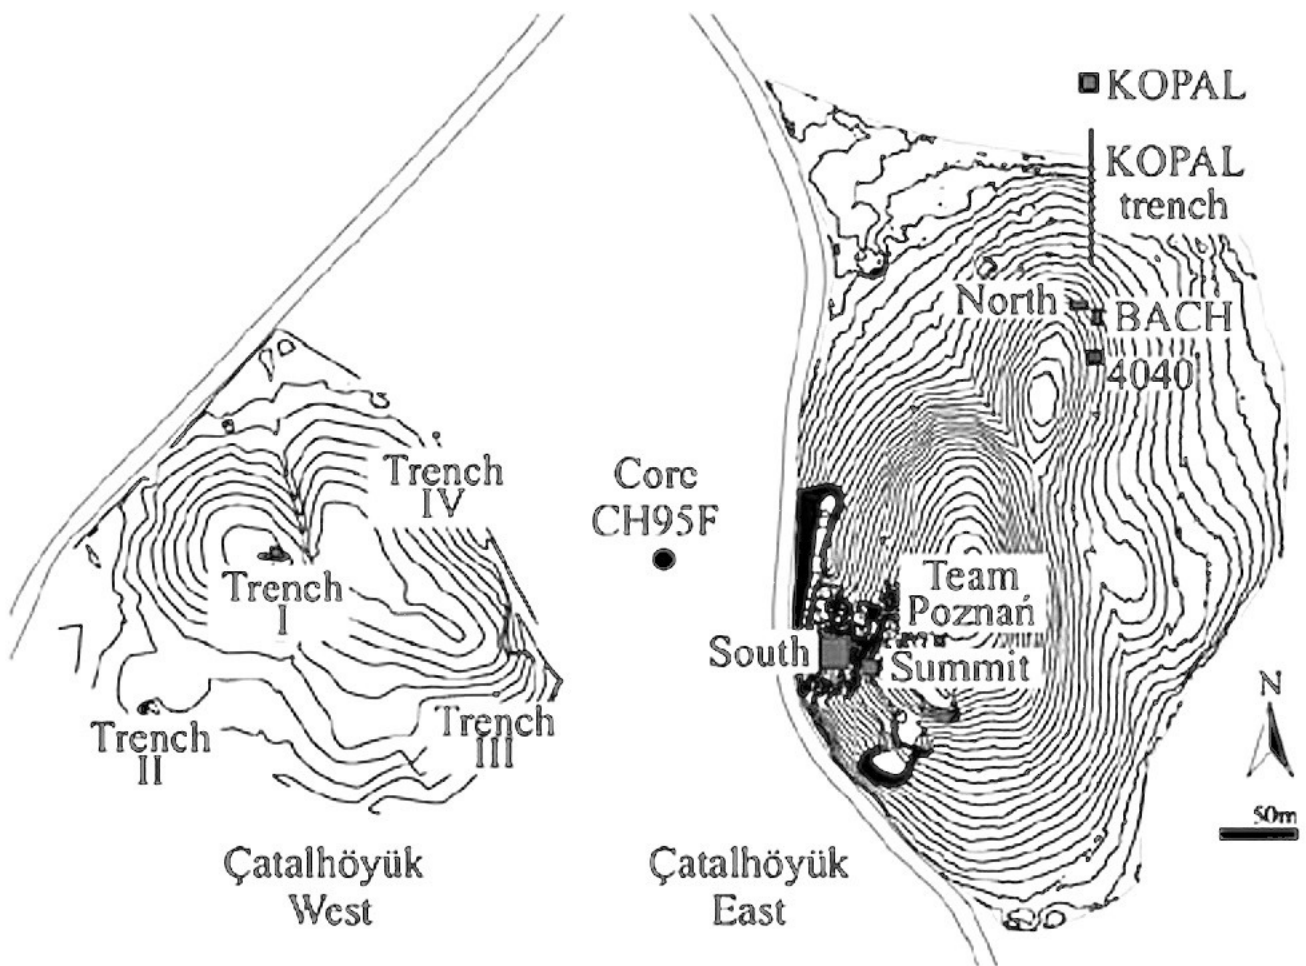 KOPAL
KOPAL
trench
North
BACH
4040
Trench
IV
Core
CH95F
Trench
I
Team
Poznań
South
Summit
Trench
II
Trench
III
N
50m
Çatalhöyük
West
Çatalhöyük
East